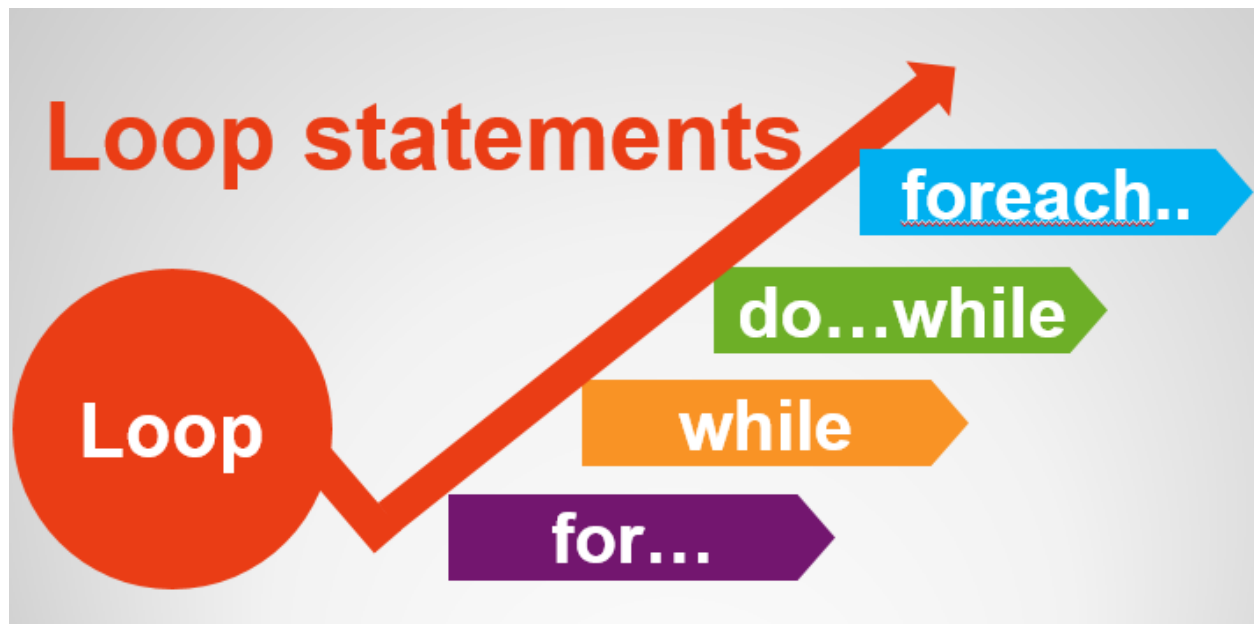 Loop statements
foreach..
do…while
Loop
while
for…